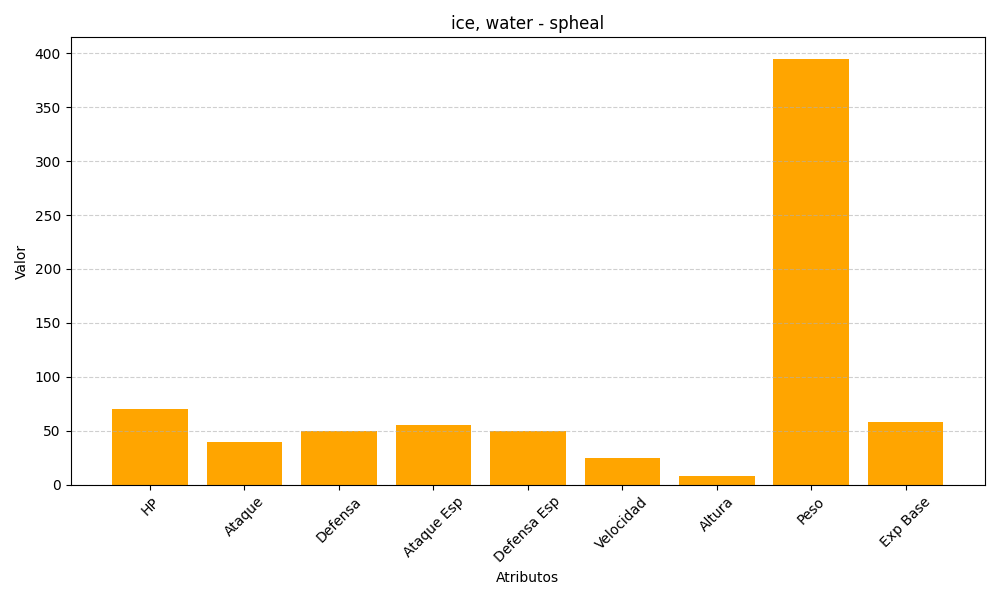 ice, water - spheal
Valor
400
350
300
250
200
150
100
50
0
HP
Ataque
Defensa
Ataque Esp
Defensa Esp
Velocidad
Altura
Peso
Exp Base
Atributos